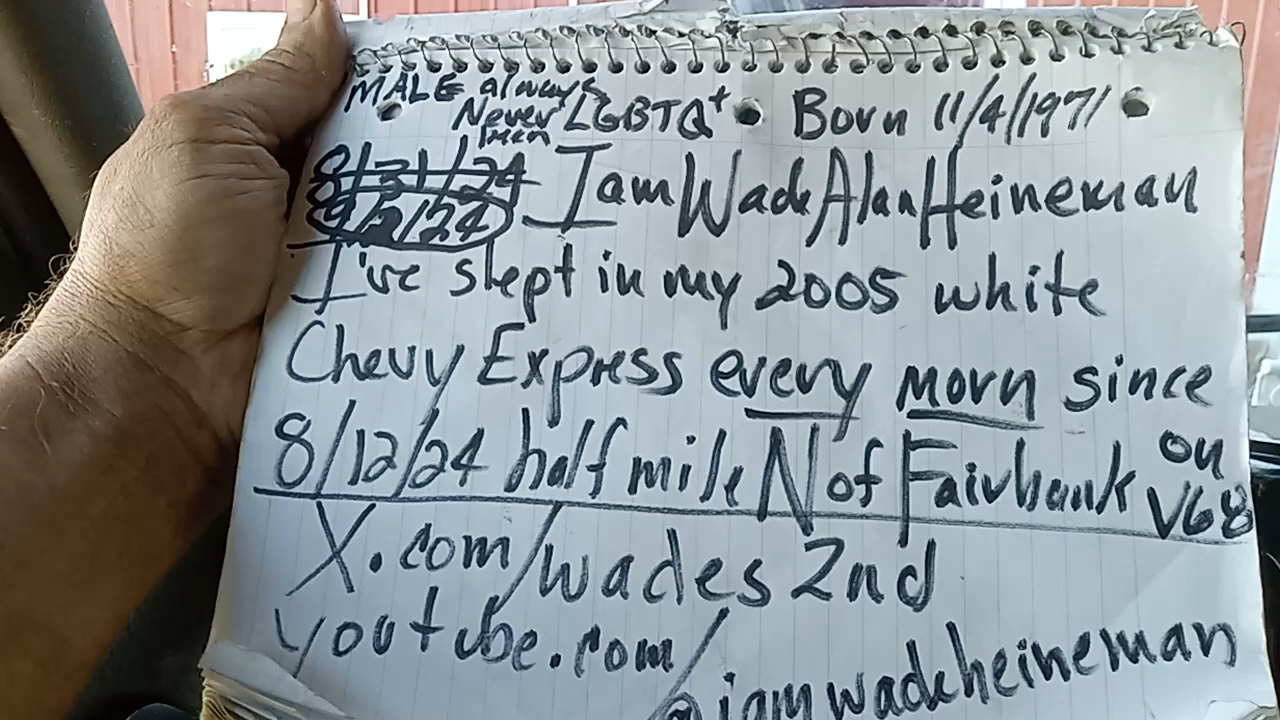 MALE always Never been LGBTQ+ Born 11/4/1971
8/31/24
9/2/24 I am Wade Alan Heineman
I've slept in my 2005 white
Chevy Express every morn since
8/12/24 half mile N of Fairbank on V68
X.com/wades2nd
youtube.com/
@iamwadeheineman